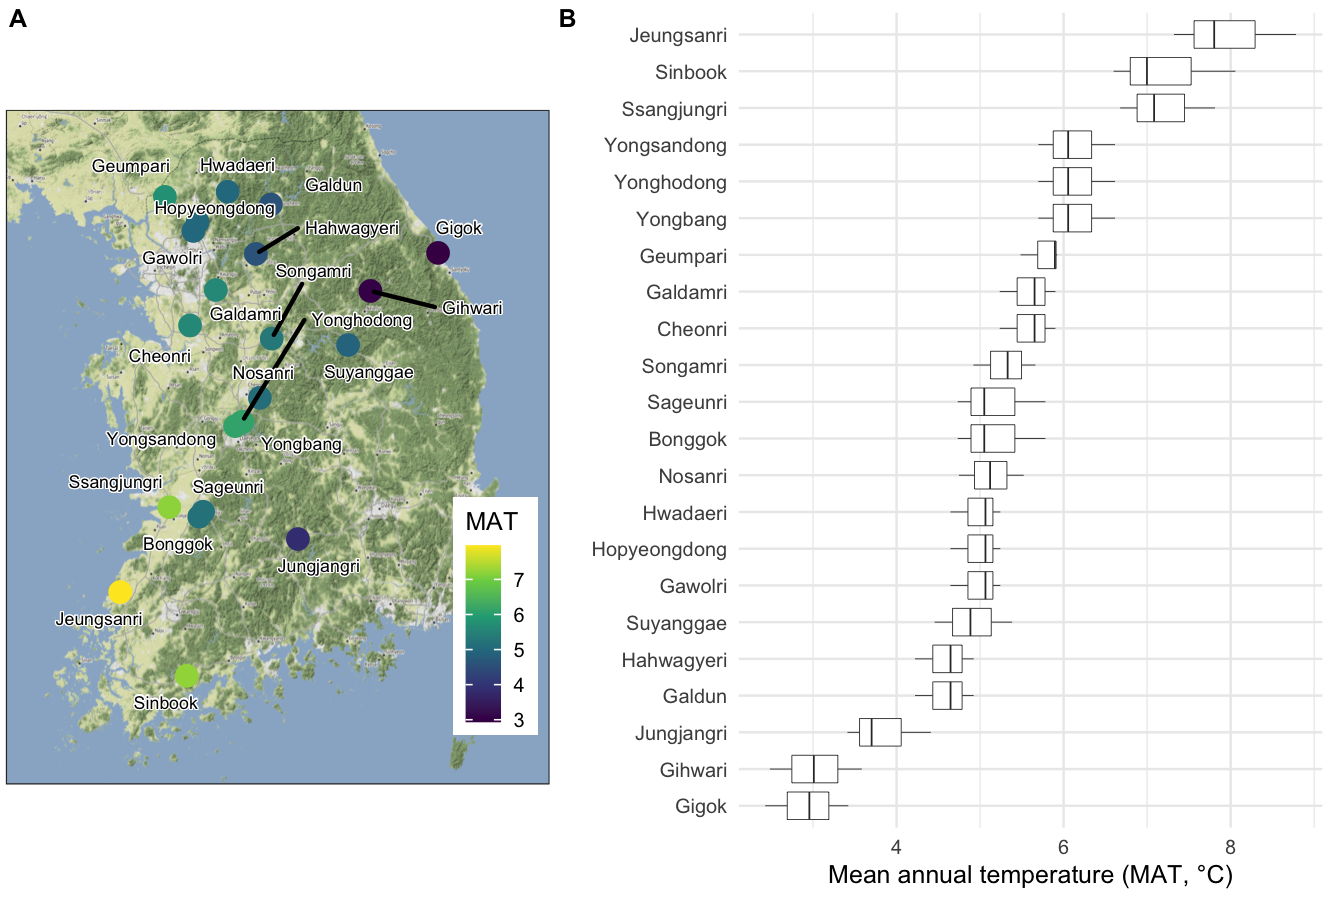 A
Geumpari
Hwadaeri
Galdun
Hopyeongdong
Hahwagyeri
Gigok
Gawolri
Songamri
Gihwari
Galdamri
Yonghodong
Cheonri
Nosanri
Suyanggae
Yongsandong
Yongbang
Ssangjungri
Sageunri
Bonggok
Jungjangri
Jeungsanri
Sinbook
MAT
7
6
5
4
3
B
Jeungsanri
Sinbook
Ssangjungri
Yongsandong
Yonghodong
Yongbang
Geumpari
Galdamri
Cheonri
Songamri
Sageunri
Bonggok
Nosanri
Hwadaeri
Hopyeongdong
Gawolri
Suyanggae
Hahwagyeri
Galdun
Jungjangri
Gihwari
Gigok
4 6 8
Mean annual temperature (MAT, °C)